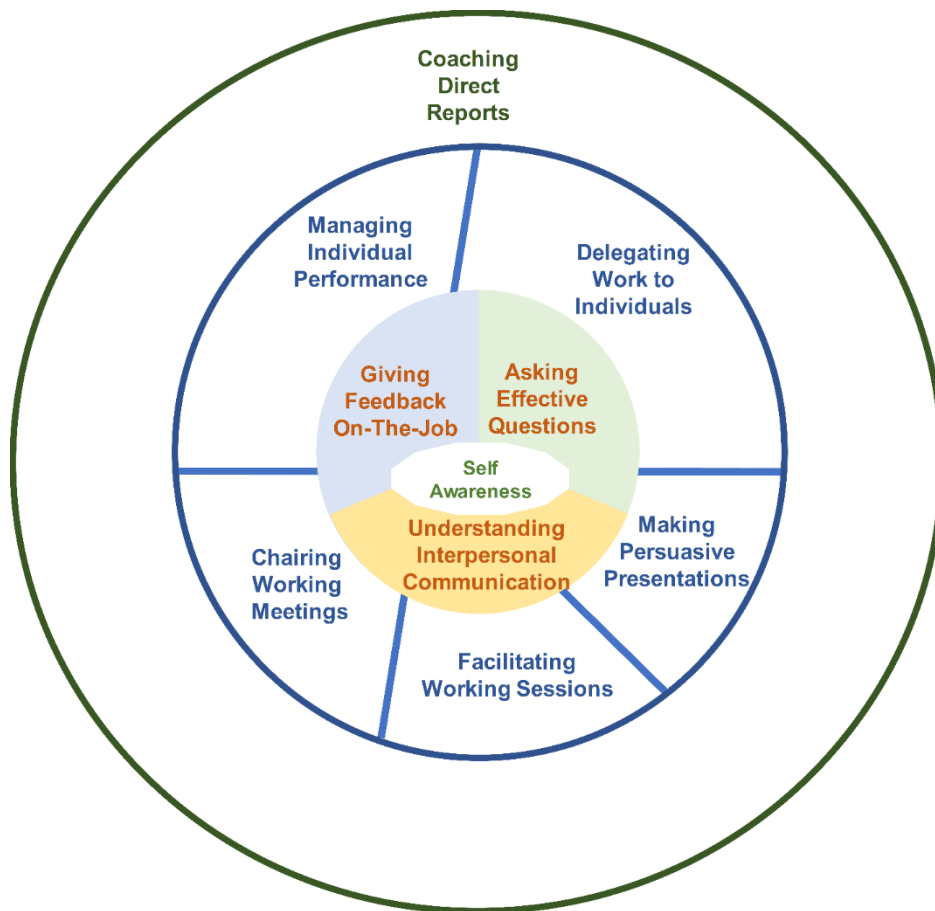 Coaching
Direct
Reports
Managing
Individual
Performance
Delegating
Work to
Individuals
Giving
Feedback
On-The-Job
Asking
Effective
Questions
Self
Awareness
Understanding
Interpersonal
Communication
Making
Persuasive
Presentations
Chairing
Working
Meetings
Facilitating
Working Sessions